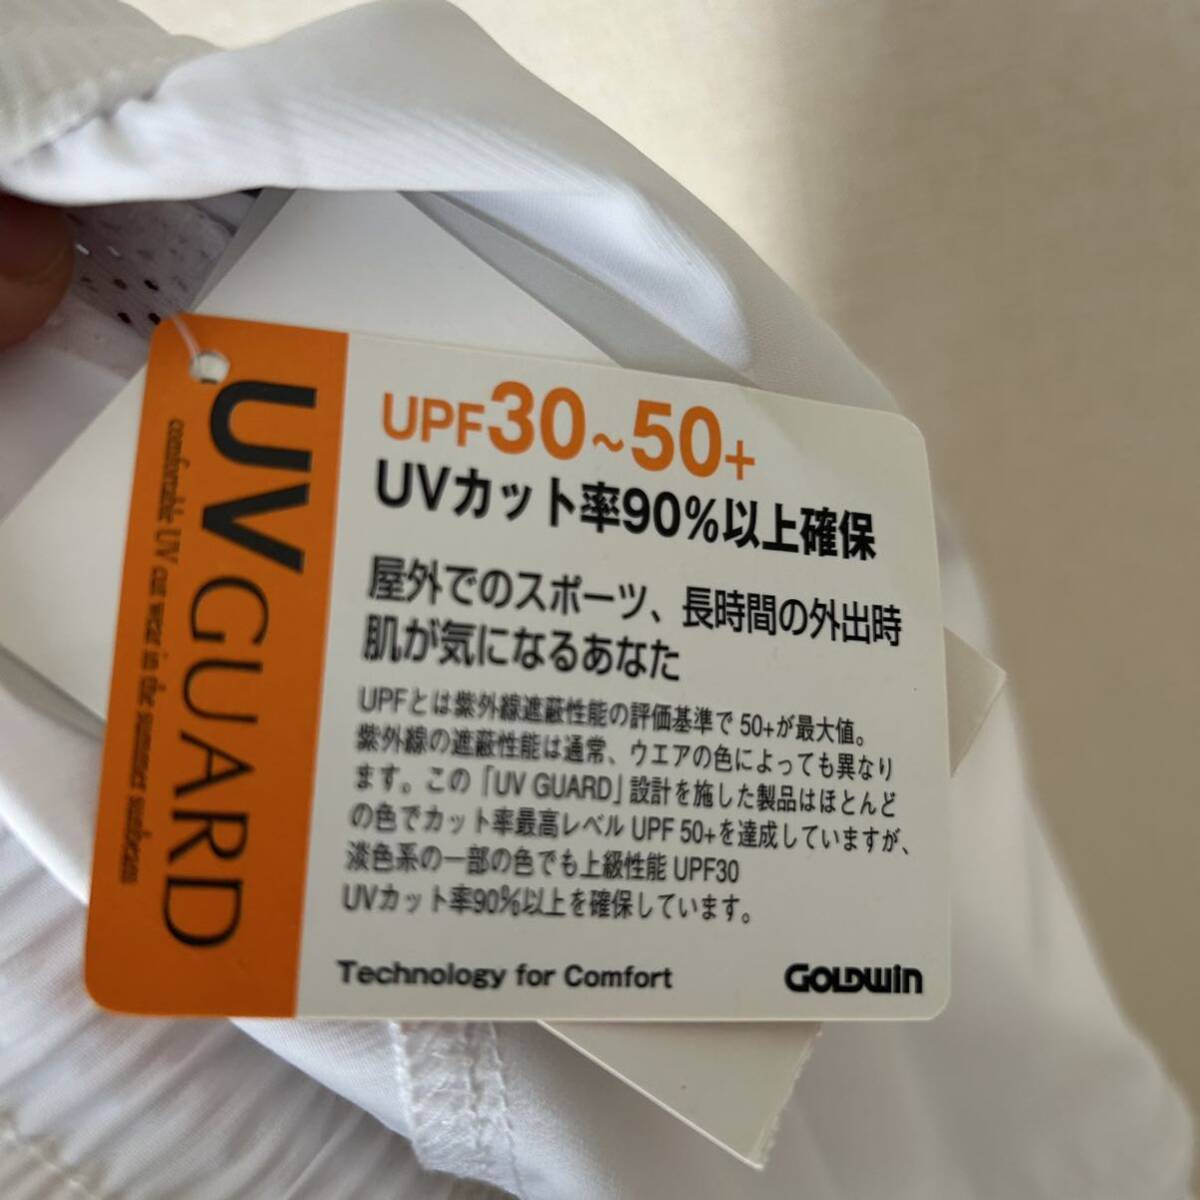 UV GUARD
comfortable UV cut wear in the summer sunbeams
UPF30~50+
UVカット率90%以上確保
屋外でのスポーツ、長時間の外出時
肌が気になるあなた
UPFとは紫外線遮蔽性能の評価基準で 50+が最大値。
紫外線の遮蔽性能は通常、ウエアの色によっても異なり
ます。この「UV GUARD」設計を施した製品はほとんど
の色でカット率最高レベル UPF 50+を達成していますが、
淡色系の一部の色でも上級性能 UPF30
UVカット率90%以上を確保しています。
Technology for Comfort
GOLDWIN